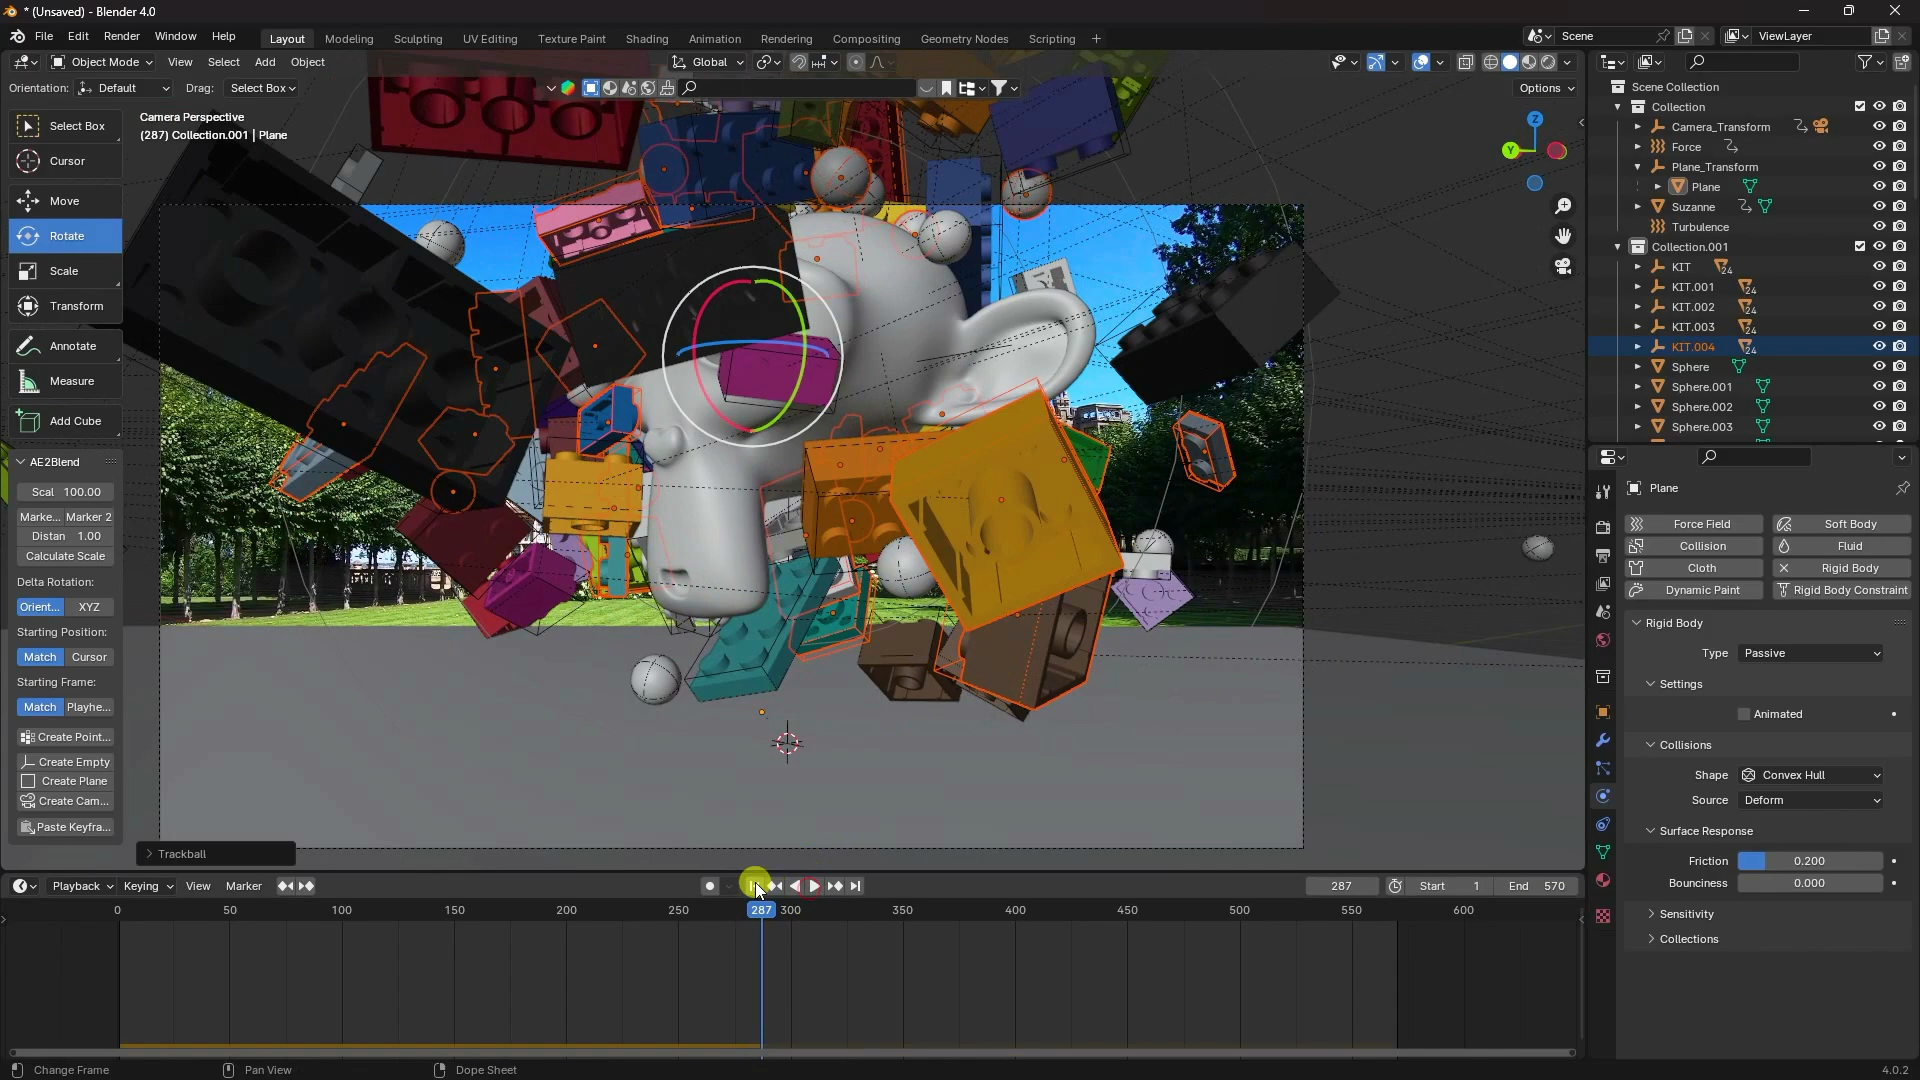 * (Unsaved) - Blender 4.0
File Edit Render Window Help
Layout Modeling Sculpting UV Editing Texture Paint Shading Animation Rendering Compositing Geometry Nodes Scripting +
Scene
ViewLayer
Object Mode View Select Add Object
Global
Orientation: Default Drag: Select Box
Options
Camera Perspective
(287) Collection.001 | Plane
Select Box
Cursor
Move
Rotate
Scale
Transform
Annotate
Measure
Add Cube
AE2Blend
Scal 100.00
Marke... Marker 2
Distan 1.00
Calculate Scale
Delta Rotation:
Orient... XYZ
Starting Position:
Match Cursor
Starting Frame:
Match Playhe...
Create Point...
Create Empty
Create Plane
Create Cam...
Paste Keyfra...
Trackball
Z
Y
Scene Collection
Collection
Camera_Transform
Force
Plane_Transform
Plane
Suzanne
Turbulence
Collection.001
KIT 24
KIT.001 24
KIT.002 24
KIT.003 24
KIT.004 24
Sphere
Sphere.001
Sphere.002
Sphere.003
Plane
Force Field Soft Body
Collision Fluid
Cloth Rigid Body
Dynamic Paint Rigid Body Constraint
Rigid Body
Type Passive
Settings
Animated
Collisions
Shape Convex Hull
Source Deform
Surface Response
Friction 0.200
Bounciness 0.000
Sensitivity
Collections
Playback Keying View Marker
287 Start 1 End 570
0 50 100 150 200 250 287 300 350 400 450 500 550 600
Change Frame Pan View Dope Sheet 4.0.2